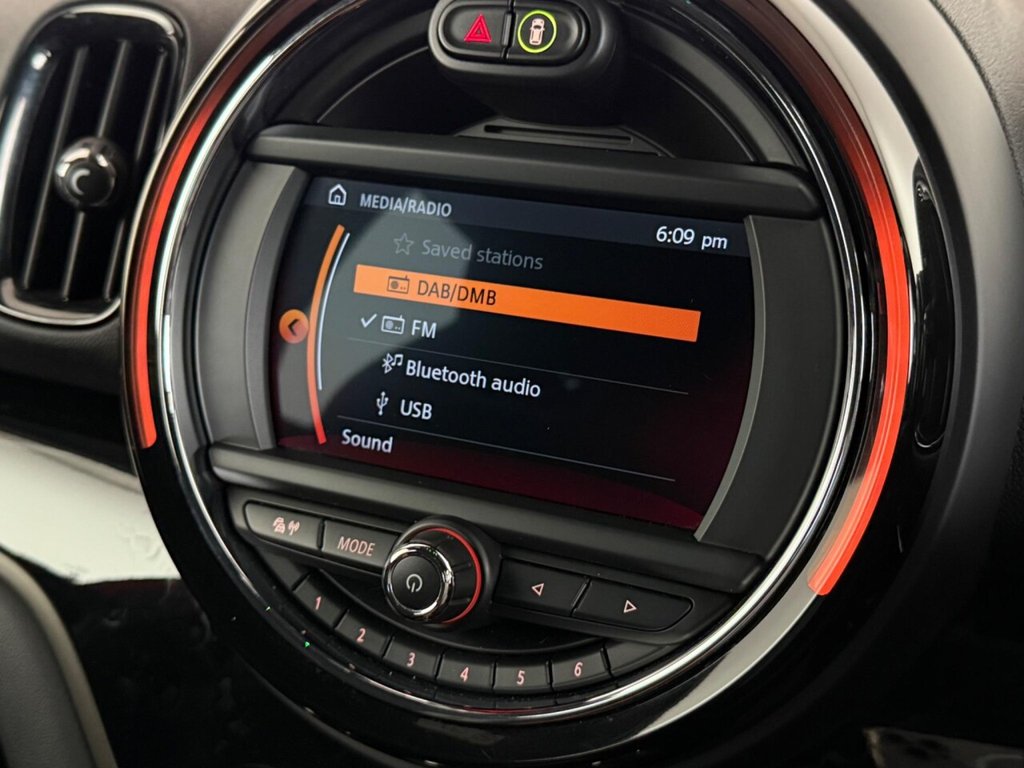 MEDIA/RADIO
6:09 pm
Saved stations
DAB/DMB
FM
Bluetooth audio
USB
Sound
MODE
1
2
3
4
5
6